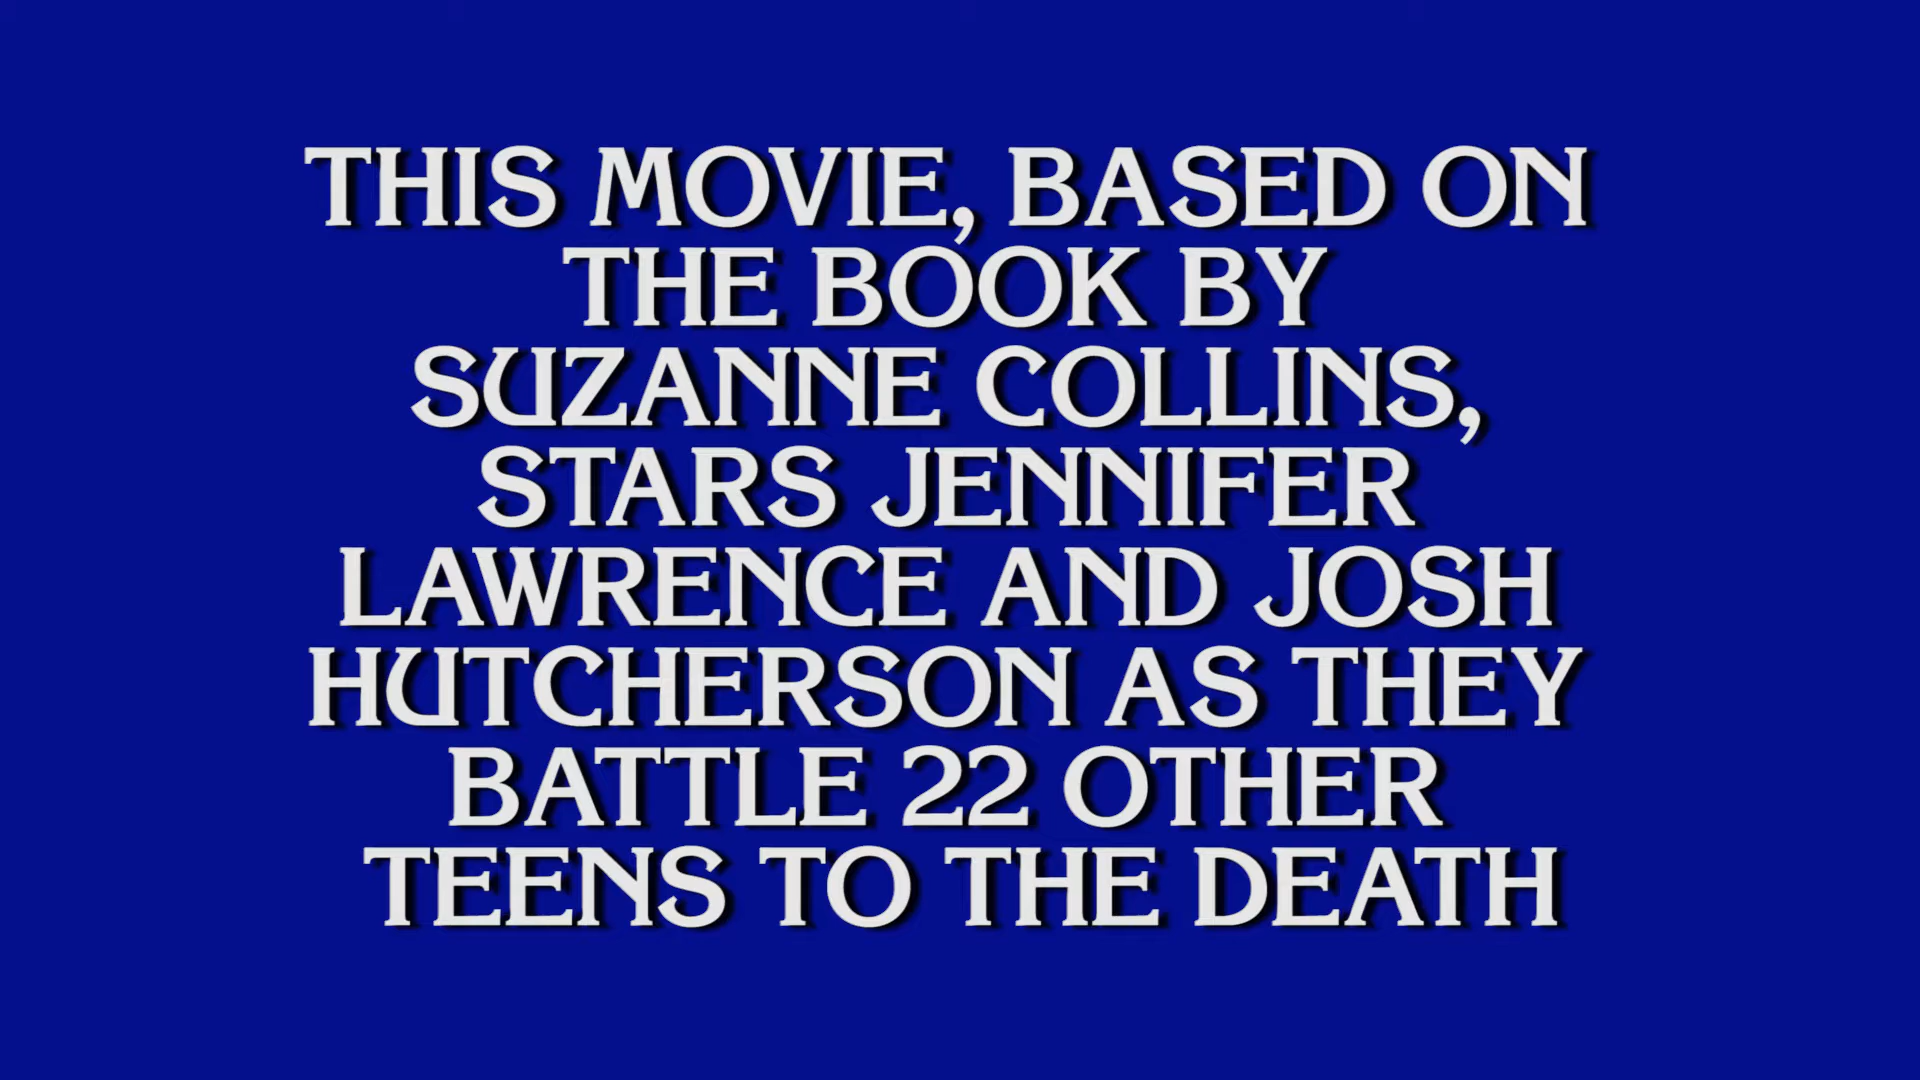 THIS MOVIE, BASED ON
THE BOOK BY
SUZANNE COLLINS,
STARS JENNIFER
LAWRENCE AND JOSH
HUTCHERSON AS THEY
BATTLE 22 OTHER
TEENS TO THE DEATH